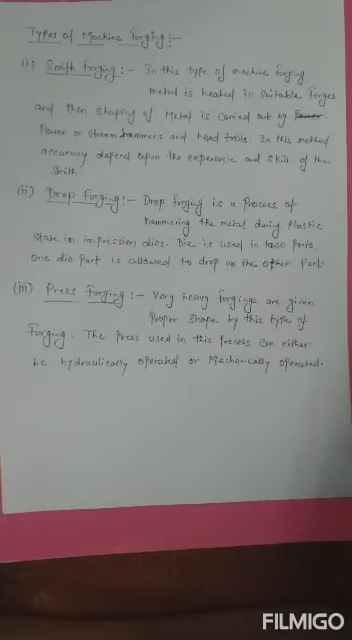 Types of Machine Forging :-
(i) Smith Forging :- In this type of machine forging
metal is heated in suitable forges
and then shaping of Metal is carried out by
Power or stream hammers and hand tools. In this method
accuracy depend upon the experience and skill of the
Smith.
(ii) Drop Forging :- Drop forging is a process of
hammering the metal during plastic
state in impression dies. Die is used in two parts.
One die part is allowed to drop on the other part.
(iii) Press Forging :- Very heavy forgings are given
Proper shape by this type of
Forging. The Press used in this Process can either
be hydraulically operated or Mechanically operated.
FILMIGO